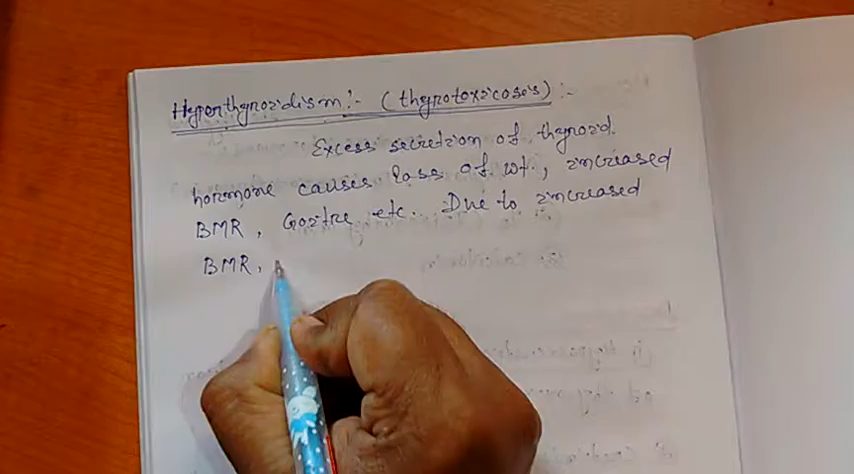 Hyperthyroidism :- (thyrotoxicosis) :-
Excess secretion of thyroid
hormone causes loss of wt., increased
BMR, Goitre etc. Due to increased
BMR,